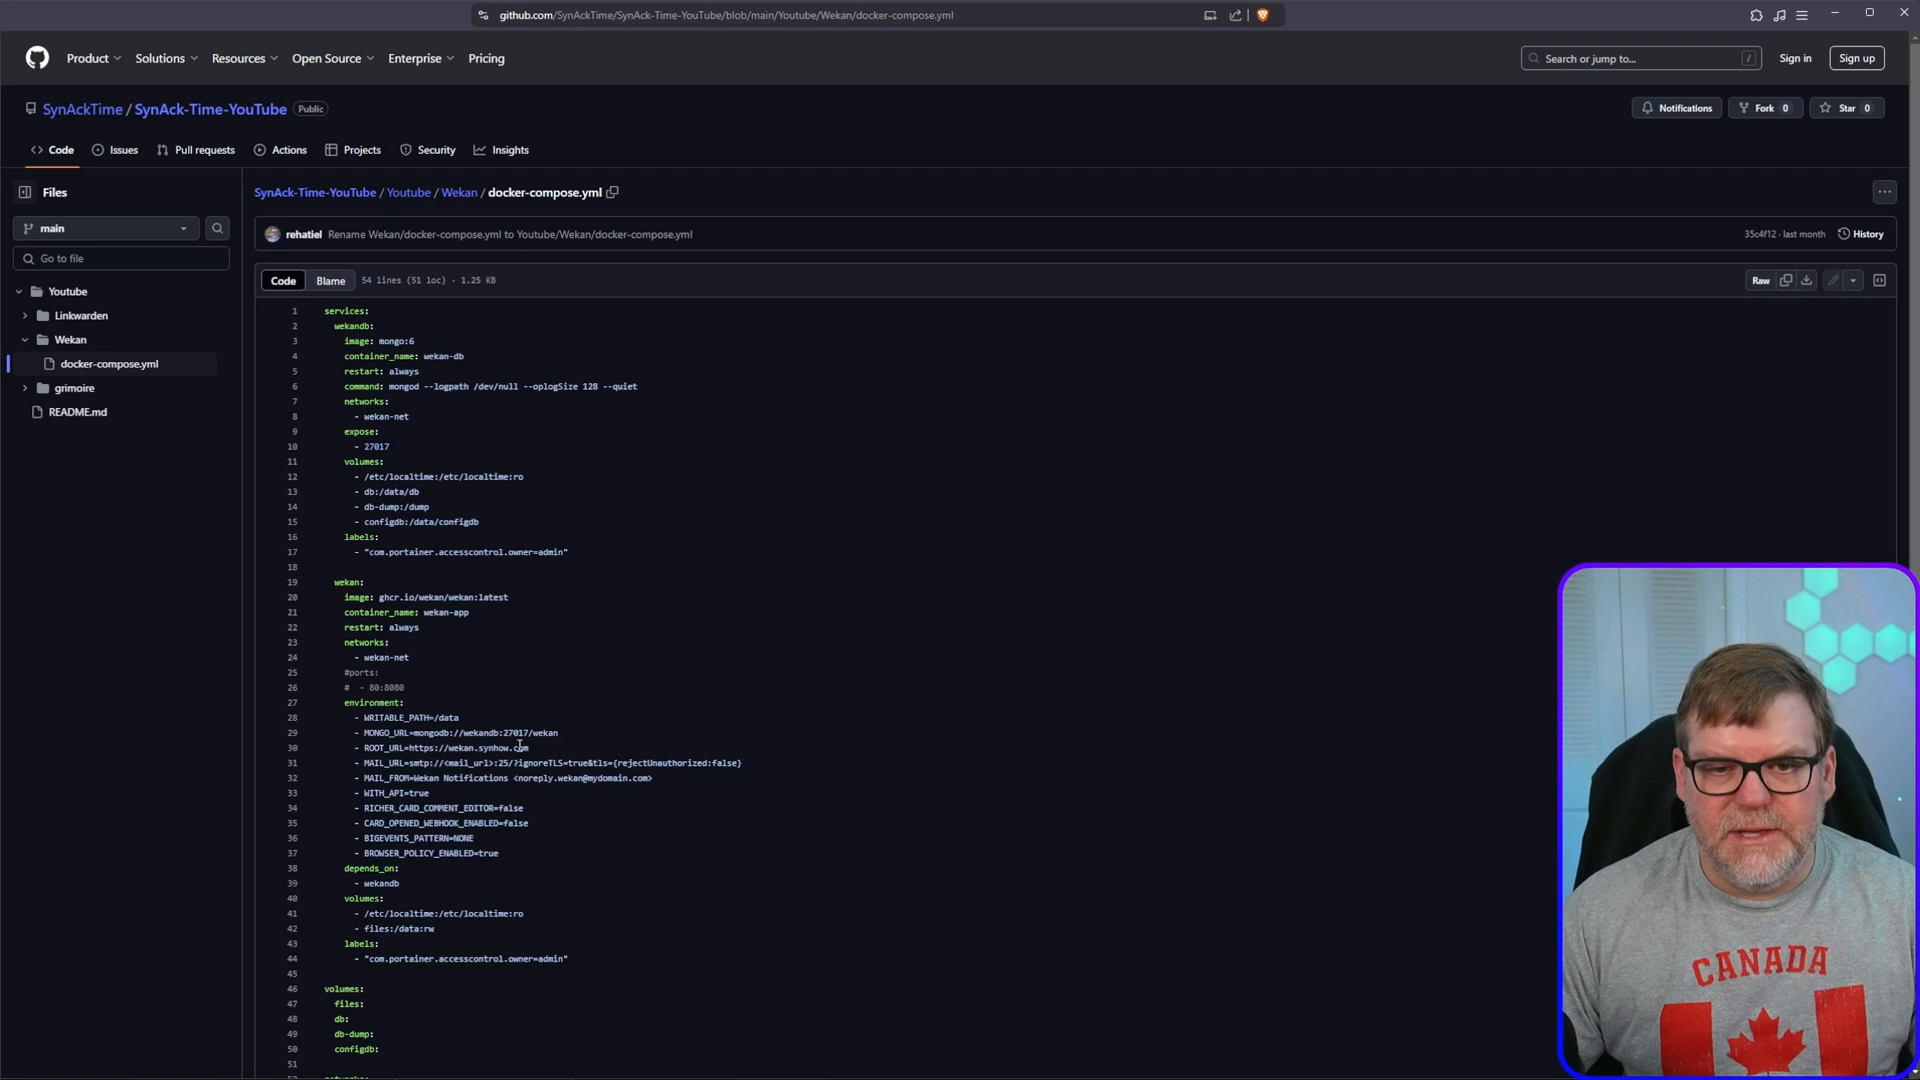 github.com/SynAckTime/SynAck-Time-YouTube/blob/main/Youtube/Wekan/docker-compose.yml
Product Solutions Resources Open Source Enterprise Pricing Search or jump to... / Sign in Sign up
SynAckTime / SynAck-Time-YouTube Public Notifications Fork 0 Star 0
Code Issues Pull requests Actions Projects Security Insights
Files
main
Go to file
Youtube
Linkwarden
Wekan
docker-compose.yml
grimoire
README.md
SynAck-Time-YouTube / Youtube / Wekan / docker-compose.yml
rehatiel Rename Wekan/docker-compose.yml to Youtube/Wekan/docker-compose.yml 35c4f12 · last month History
Code Blame 54 lines (51 loc) · 1.25 KB Raw
1 services:
2 wekandb:
3 image: mongo:6
4 container_name: wekan-db
5 restart: always
6 command: mongod --logpath /dev/null --oplogSize 128 --quiet
7 networks:
8 - wekan-net
9 expose:
10 - 27017
11 volumes:
12 - /etc/localtime:/etc/localtime:ro
13 - db:/data/db
14 - db-dump:/dump
15 - configdb:/data/configdb
16 labels:
17 - "com.portainer.accesscontrol.owner=admin"
18
19 wekan:
20 image: ghcr.io/wekan/wekan:latest
21 container_name: wekan-app
22 restart: always
23 networks:
24 - wekan-net
25 #ports:
26 # - 80:8080
27 environment:
28 - WRITABLE_PATH=/data
29 - MONGO_URL=mongodb://wekandb:27017/wekan
30 - ROOT_URL=https://wekan.synhow.com
31 - MAIL_URL=smtp://<mail_url>:25/?ignoreTLS=true&tls={rejectUnauthorized:false}
32 - MAIL_FROM=Wekan Notifications <noreply.wekan@mydomain.com>
33 - WITH_API=true
34 - RICHER_CARD_COMMENT_EDITOR=false
35 - CARD_OPENED_WEBHOOK_ENABLED=false
36 - BIGEVENTS_PATTERN=NONE
37 - BROWSER_POLICY_ENABLED=true
38 depends_on:
39 - wekandb
40 volumes:
41 - /etc/localtime:/etc/localtime:ro
42 - files:/data:rw
43 labels:
44 - "com.portainer.accesscontrol.owner=admin"
45
46 volumes:
47 files:
48 db:
49 db-dump:
50 configdb:
51
CANADA